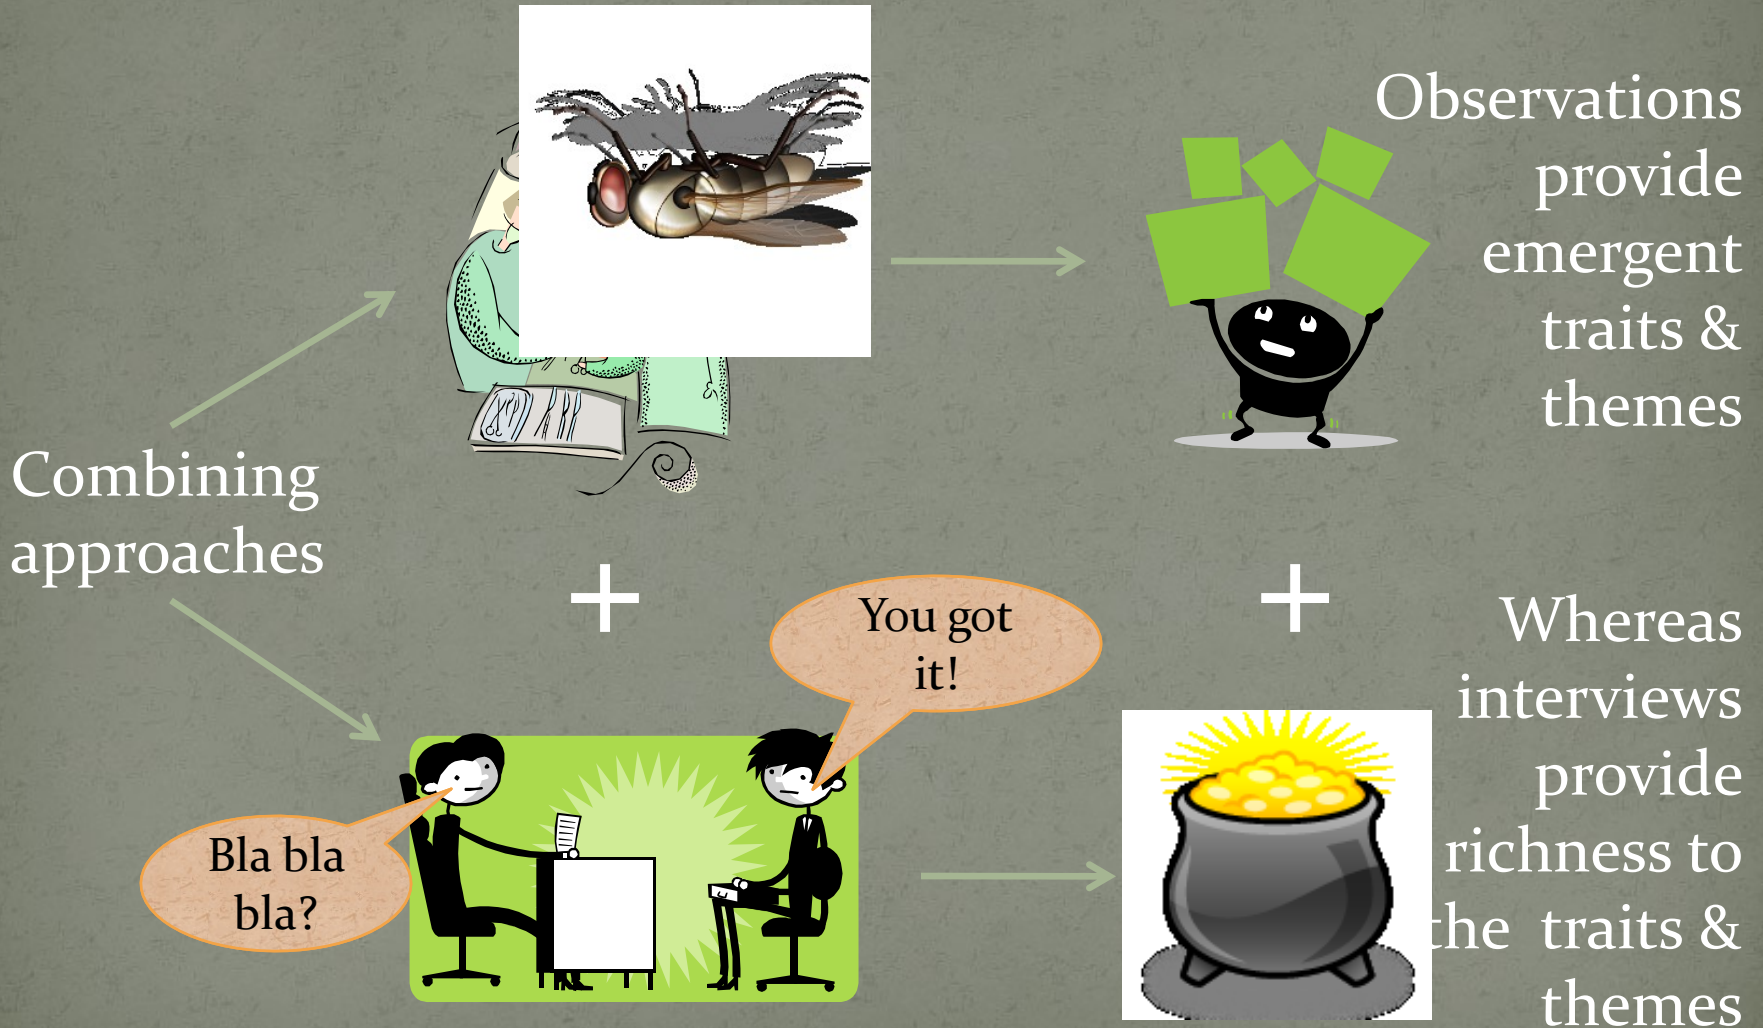 Combining
approaches
Observations
provide
emergent
traits &
themes
+
+
You got
it!
Bla bla
bla?
Whereas
interviews
provide
richness to
the traits &
themes